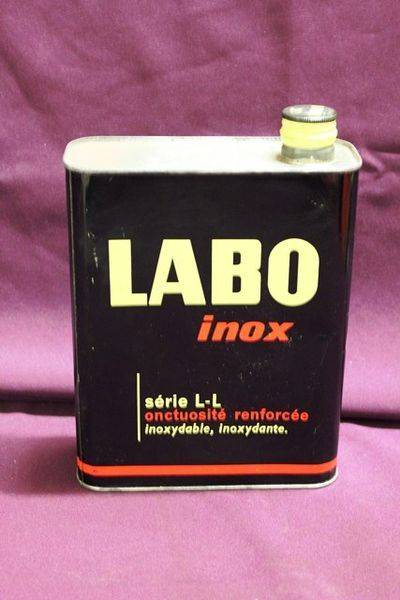 LABO
inox
série L-L
onctuosité renforcée
inoxydable, inoxydante.